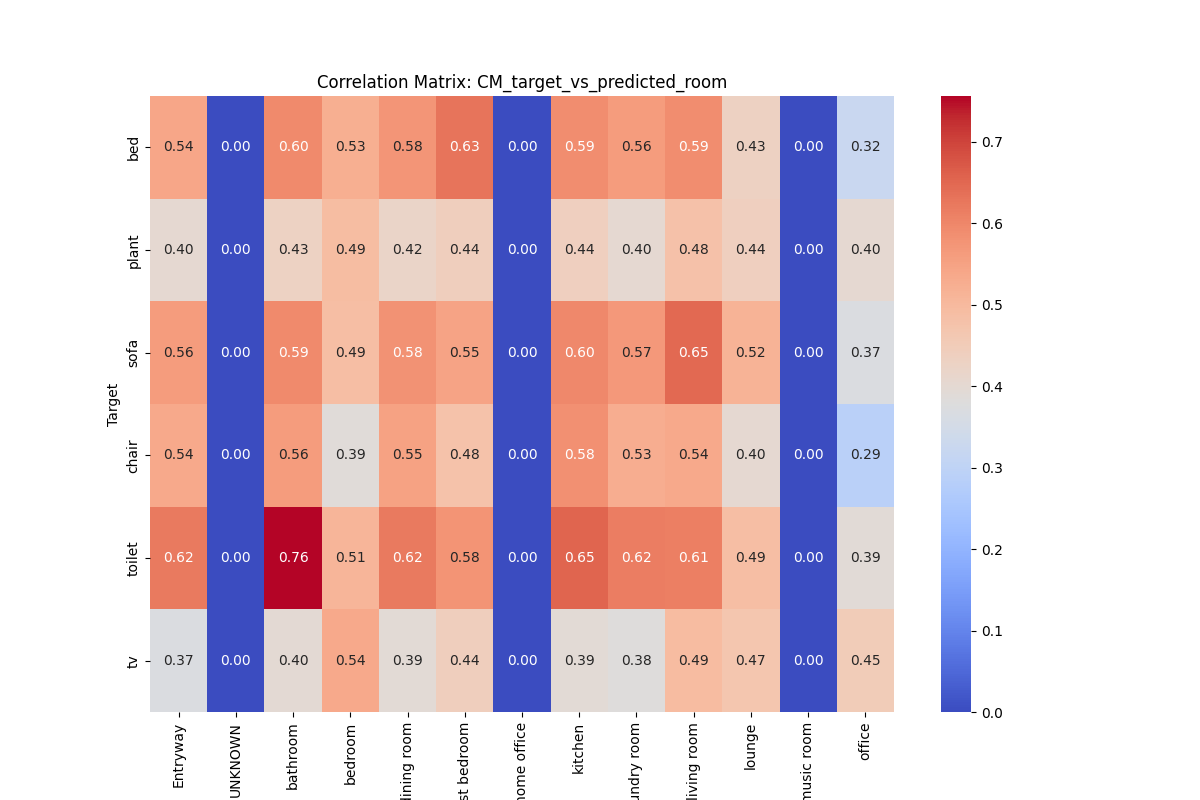 Correlation Matrix: CM_target_vs_predicted_room
Target
bed 0.54 0.00 0.60 0.53 0.58 0.63 0.00 0.59 0.56 0.59 0.43 0.00 0.32
plant 0.40 0.00 0.43 0.49 0.42 0.44 0.00 0.44 0.40 0.48 0.44 0.00 0.40
sofa 0.56 0.00 0.59 0.49 0.58 0.55 0.00 0.60 0.57 0.65 0.52 0.00 0.37
chair 0.54 0.00 0.56 0.39 0.55 0.48 0.00 0.58 0.53 0.54 0.40 0.00 0.29
toilet 0.62 0.00 0.76 0.51 0.62 0.58 0.00 0.65 0.62 0.61 0.49 0.00 0.39
tv 0.37 0.00 0.40 0.54 0.39 0.44 0.00 0.39 0.38 0.49 0.47 0.00 0.45
Entryway
UNKNOWN
bathroom
bedroom
dining room
st bedroom
home office
kitchen
undry room
living room
lounge
music room
office
0.7
0.6
0.5
0.4
0.3
0.2
0.1
0.0